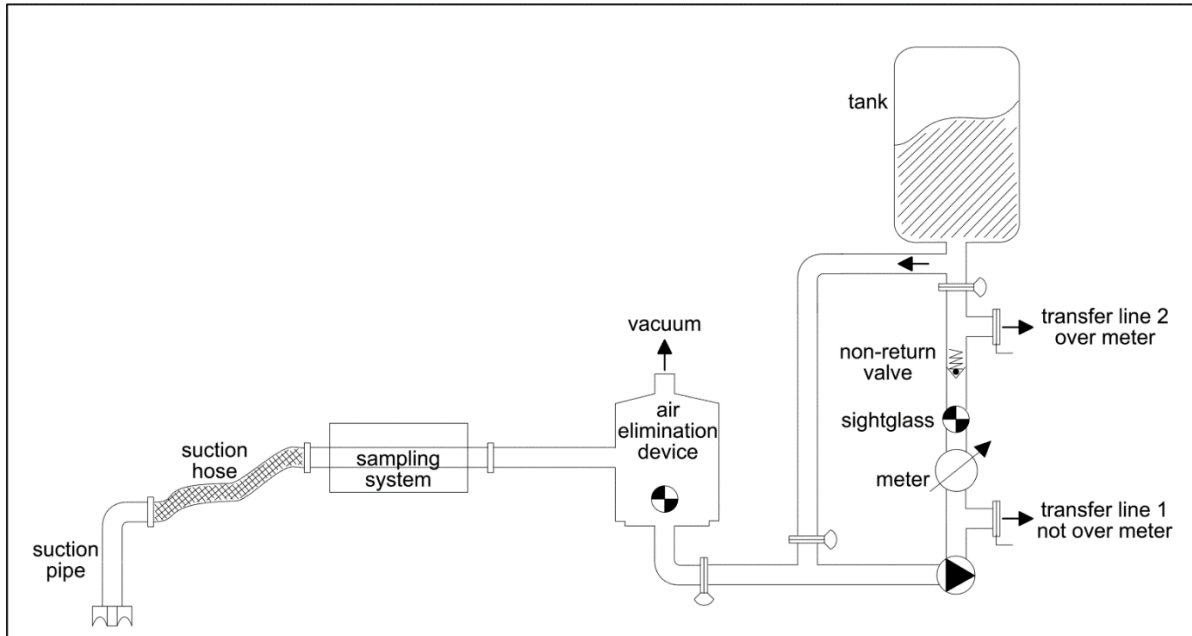 tank
transfer line 2
over meter
vacuum
non-return
valve
air
elimination
device
sightglass
suction
hose
sampling
system
meter
transfer line 1
not over meter
suction
pipe